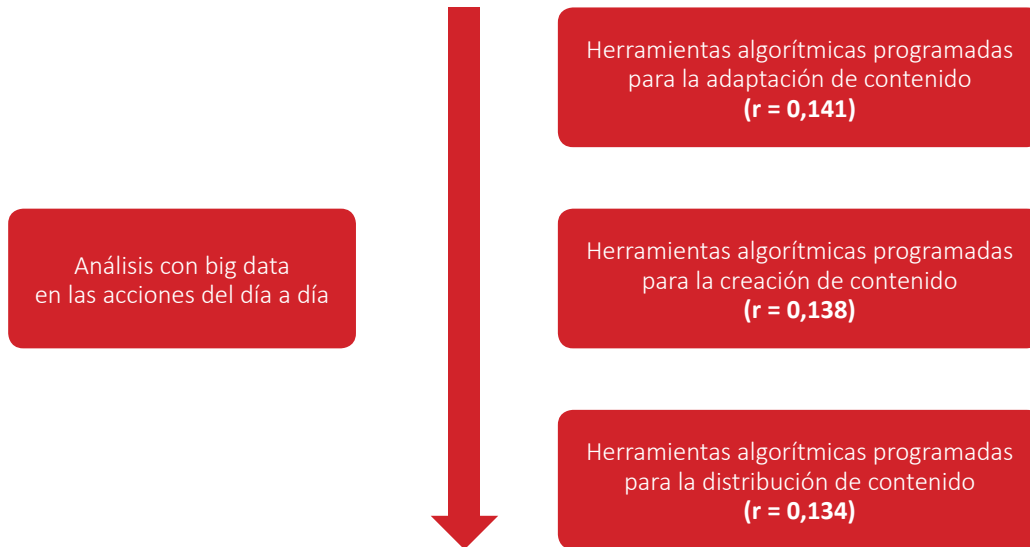 Herramientas algorítmicas programadas
para la adaptación de contenido
(r = 0,141)
Análisis con big data
en las acciones del día a día
Herramientas algorítmicas programadas
para la creación de contenido
(r = 0,138)
Herramientas algorítmicas programadas
para la distribución de contenido
(r = 0,134)